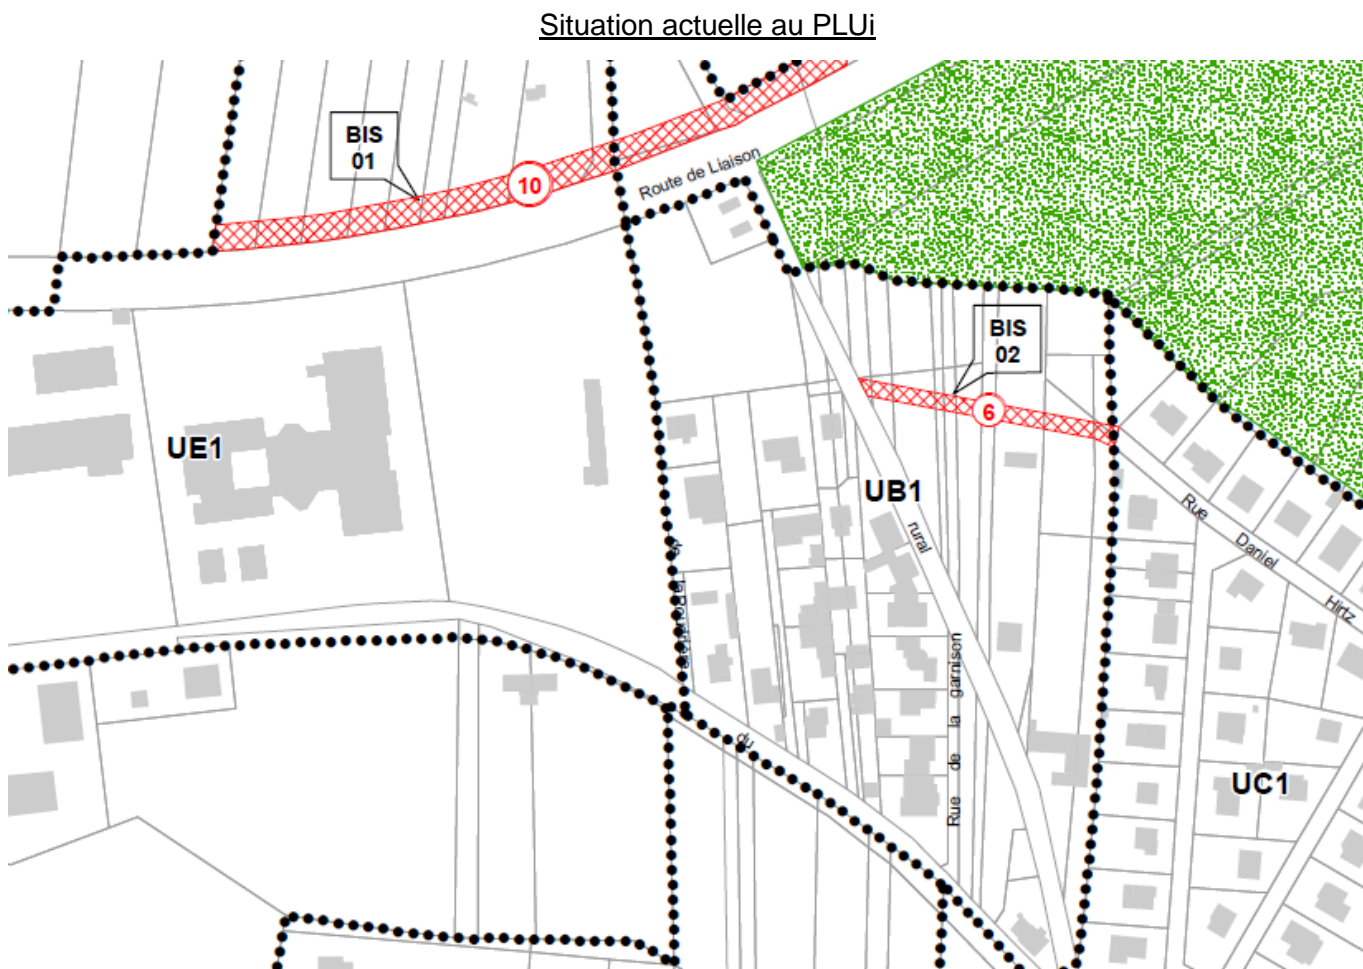 Situation actuelle au PLUi
BIS
01
10
Route de Liaison
BIS
02
6
UE1
UB1
rural
Rue
Daniel
Hirtz
Rue de la garnison
du
UC1